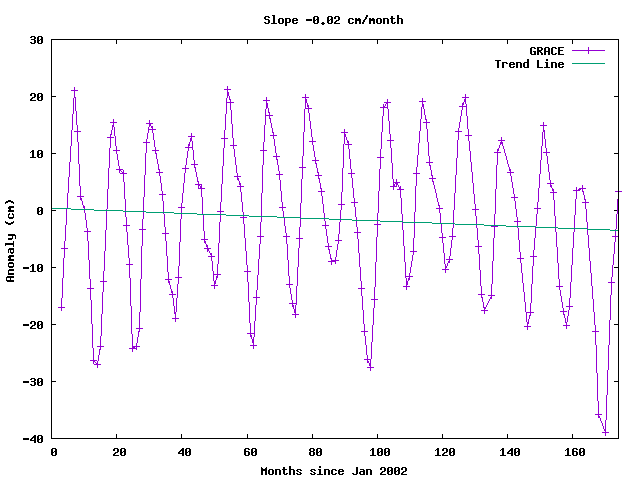 Slope -0.02 cm/month
30
20
10
0
-10
-20
-30
-40
Anomaly (cm)
GRACE
Trend Line
0 20 40 60 80 100 120 140 160
Months since Jan 2002